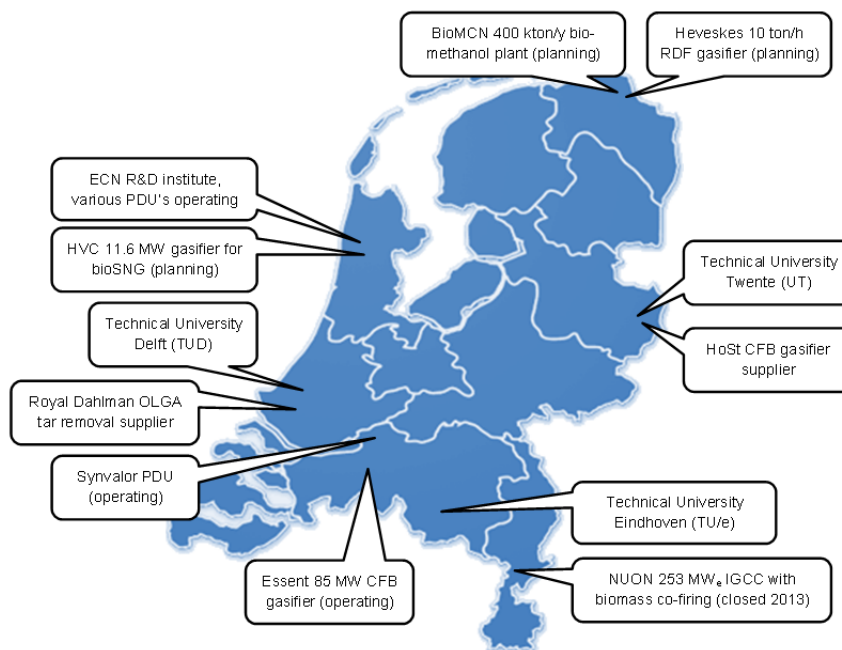 BioMCN 400 kton/y bio-
methanol plant (planning)
Heveskes 10 ton/h
RDF gasifier (planning)
ECN R&D institute,
various PDU's operating
HVC 11.6 MW gasifier for
bioSNG (planning)
Technical University
Twente (UT)
Technical University
Delft (TUD)
HoSt CFB gasifier
supplier
Royal Dahlman OLGA
tar removal supplier
Synvalor PDU
(operating)
Technical University
Eindhoven (TU/e)
Essent 85 MW CFB
gasifier (operating)
NUON 253 MWₑ IGCC with
biomass co-firing (closed 2013)